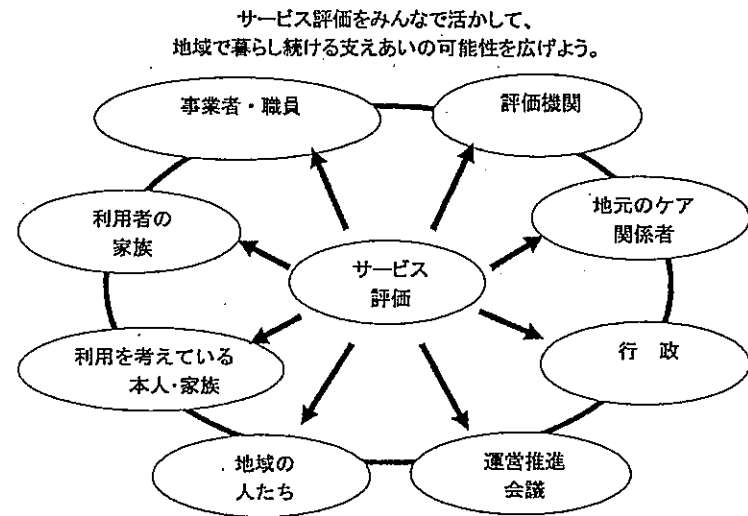 サービス評価をみんなで活かして、
地域で暮らし続ける支えあいの可能性を広げよう。
事業者・職員
評価機関
利用者の
家族
地元のケア
関係者
サービス
評価
利用を考えている
本人・家族
行　政
地域の
人たち
運営推進
会議